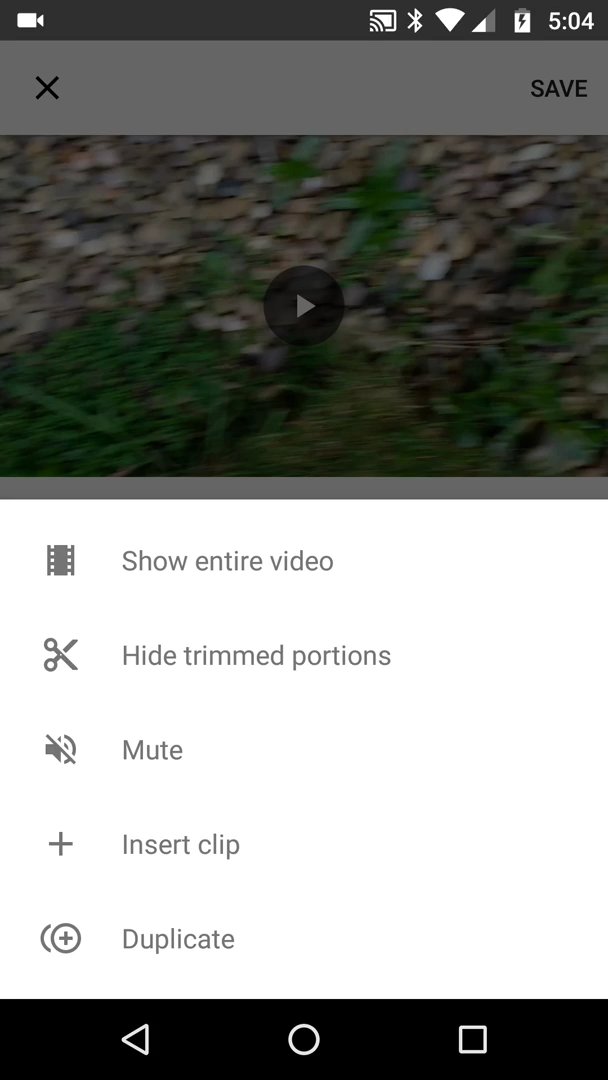 5:04
SAVE
Show entire video
Hide trimmed portions
Mute
Insert clip
Duplicate